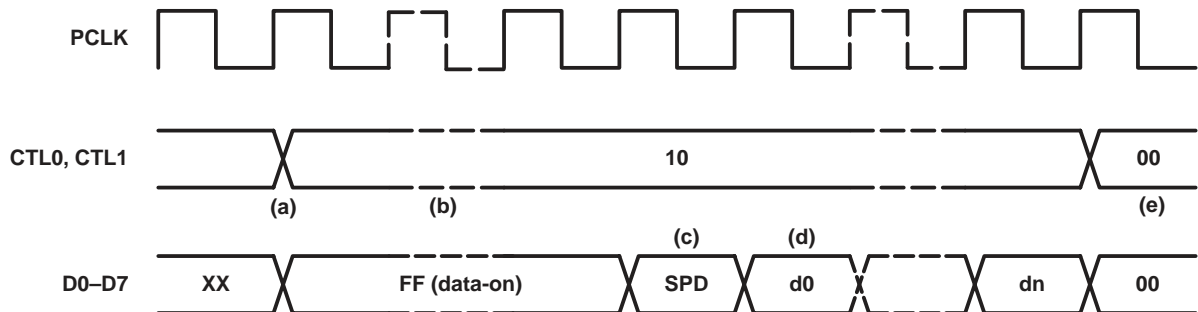 PCLK
CTL0, CTL1 10 00
(a) (b) (e)
(c) (d)
D0–D7 XX FF (data-on) SPD d0 dn 00